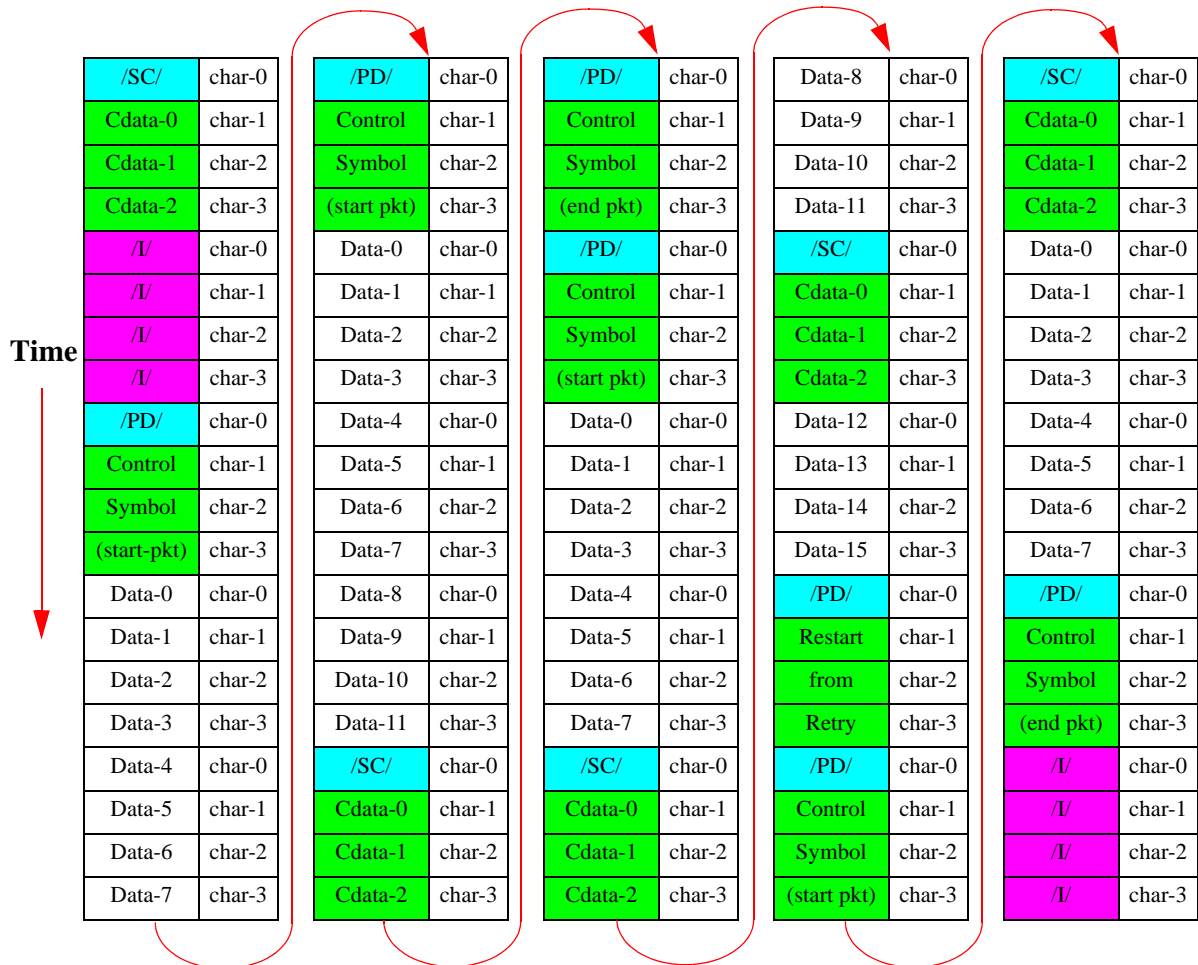 /SC/ char-0 /PD/ char-0 /PD/ char-0 Data-8 char-0 /SC/ char-0
Cdata-0 char-1 Control char-1 Control char-1 Data-9 char-1 Cdata-0 char-1
Cdata-1 char-2 Symbol char-2 Symbol char-2 Data-10 char-2 Cdata-1 char-2
Cdata-2 char-3 (start pkt) char-3 (end pkt) char-3 Data-11 char-3 Cdata-2 char-3
/I/ char-0 Data-0 char-0 /PD/ char-0 /SC/ char-0 Data-0 char-0
/I/ char-1 Data-1 char-1 Control char-1 Cdata-0 char-1 Data-1 char-1
/I/ char-2 Data-2 char-2 Symbol char-2 Cdata-1 char-2 Data-2 char-2
Time
/I/ char-3 Data-3 char-3 (start pkt) char-3 Cdata-2 char-3 Data-3 char-3
/PD/ char-0 Data-4 char-0 Data-0 char-0 Data-12 char-0 Data-4 char-0
Control char-1 Data-5 char-1 Data-1 char-1 Data-13 char-1 Data-5 char-1
Symbol char-2 Data-6 char-2 Data-2 char-2 Data-14 char-2 Data-6 char-2
(start-pkt) char-3 Data-7 char-3 Data-3 char-3 Data-15 char-3 Data-7 char-3
Data-0 char-0 Data-8 char-0 Data-4 char-0 /PD/ char-0 /PD/ char-0
Data-1 char-1 Data-9 char-1 Data-5 char-1 Restart char-1 Control char-1
Data-2 char-2 Data-10 char-2 Data-6 char-2 from char-2 Symbol char-2
Data-3 char-3 Data-11 char-3 Data-7 char-3 Retry char-3 (end pkt) char-3
Data-4 char-0 /SC/ char-0 /SC/ char-0 /PD/ char-0 /I/ char-0
Data-5 char-1 Cdata-0 char-1 Cdata-0 char-1 Control char-1 /I/ char-1
Data-6 char-2 Cdata-1 char-2 Cdata-1 char-2 Symbol char-2 /I/ char-2
Data-7 char-3 Cdata-2 char-3 Cdata-2 char-3 (start pkt) char-3 /I/ char-3